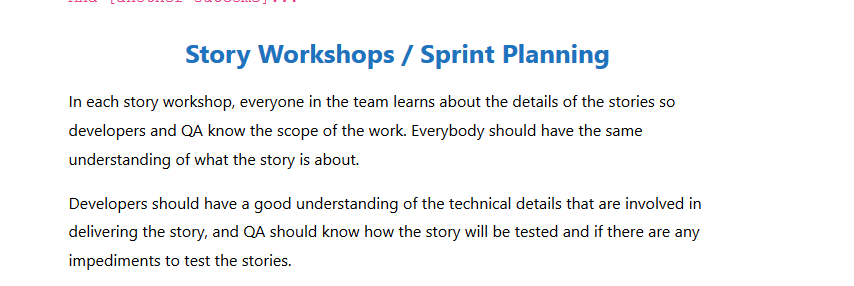 Story Workshops / Sprint Planning
In each story workshop, everyone in the team learns about the details of the stories so
developers and QA know the scope of the work. Everybody should have the same
understanding of what the story is about.
Developers should have a good understanding of the technical details that are involved in
delivering the story, and QA should know how the story will be tested and if there are any
impediments to test the stories.